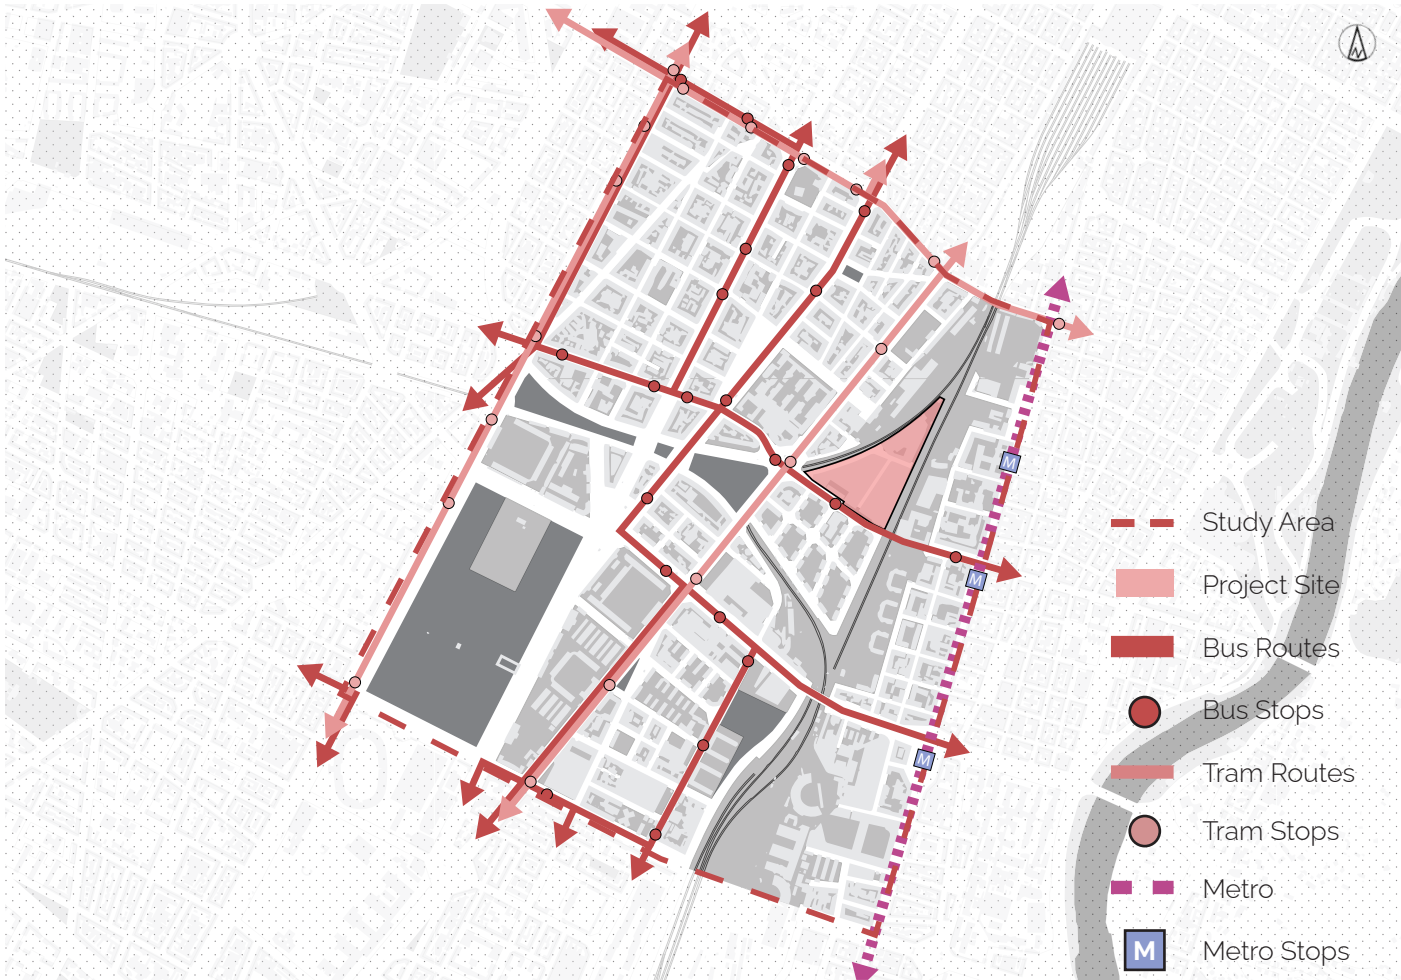 N
M
M
M
Study Area
Project Site
Bus Routes
Bus Stops
Tram Routes
Tram Stops
Metro
M Metro Stops